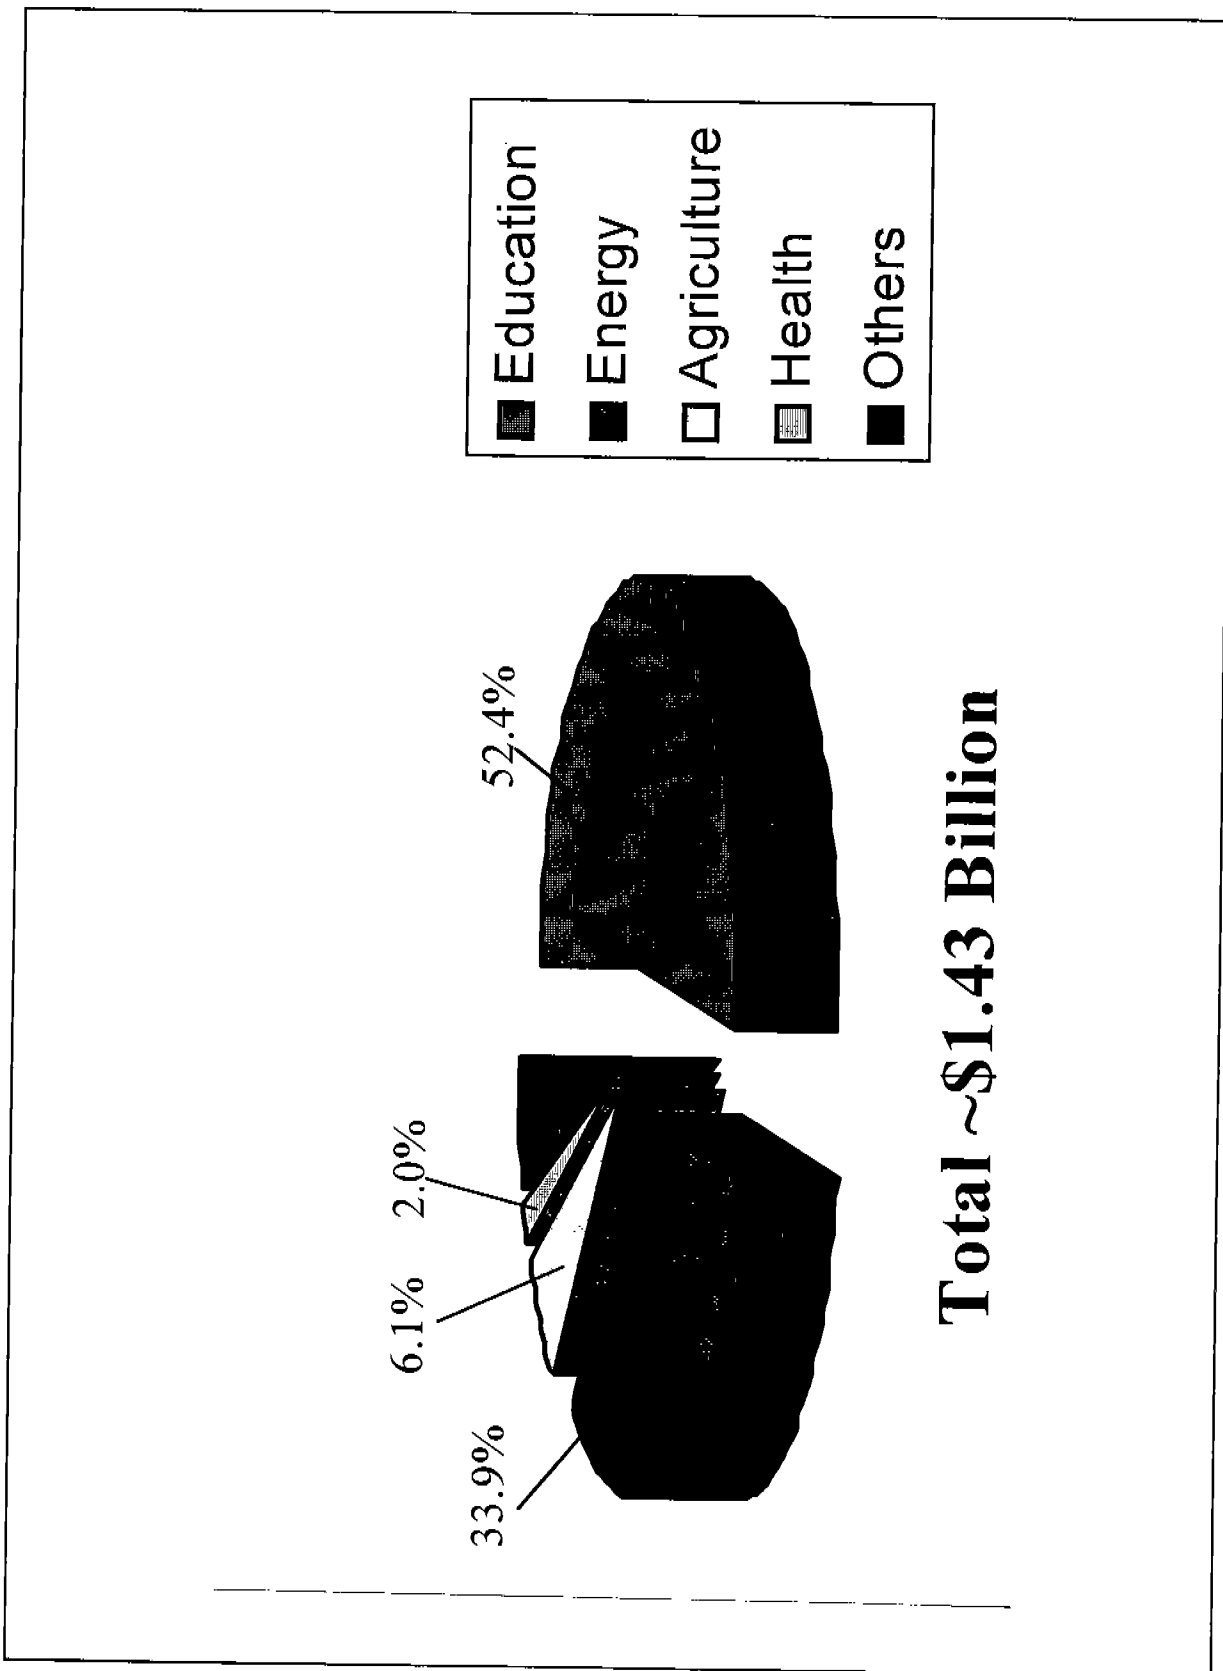 2.0%
6.1%
33.9%
52.4%
Education
Energy
Agriculture
Health
Others
Total ~$1.43 Billion